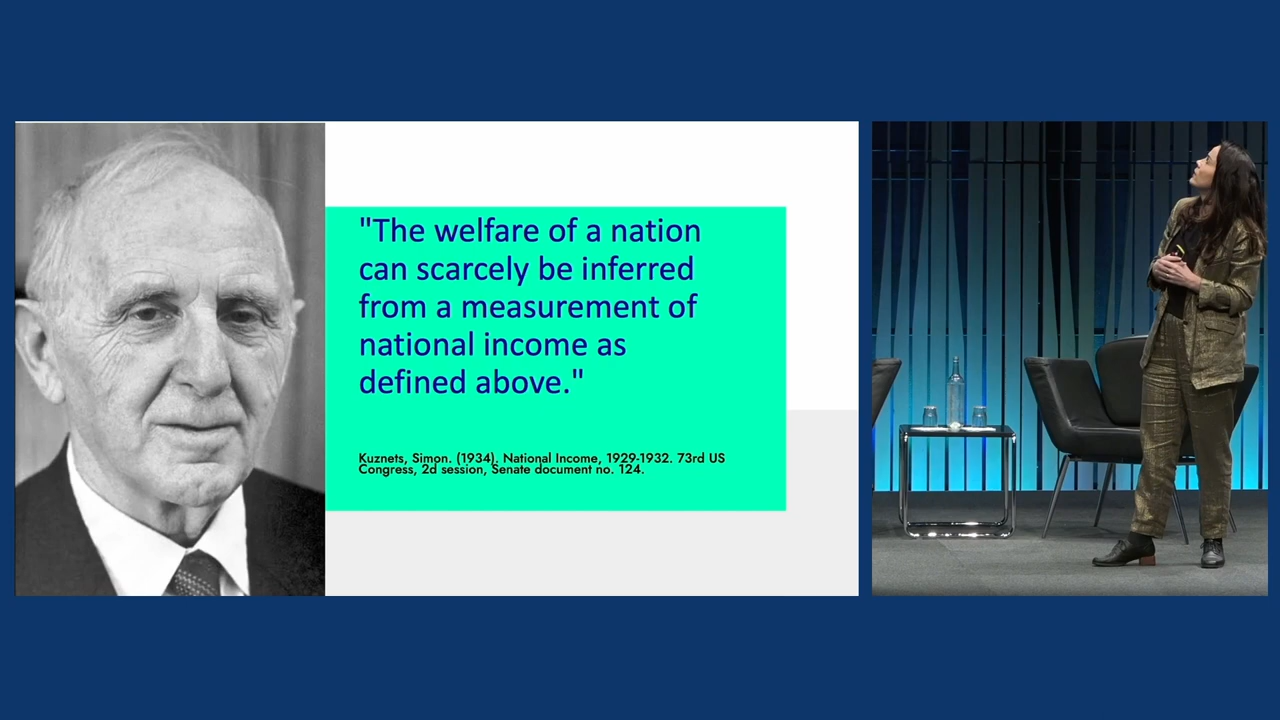 "The welfare of a nation
can scarcely be inferred
from a measurement of
national income as
defined above."
Kuznets, Simon. (1934). National Income, 1929-1932. 73rd US
Congress, 2d session, Senate document no. 124.